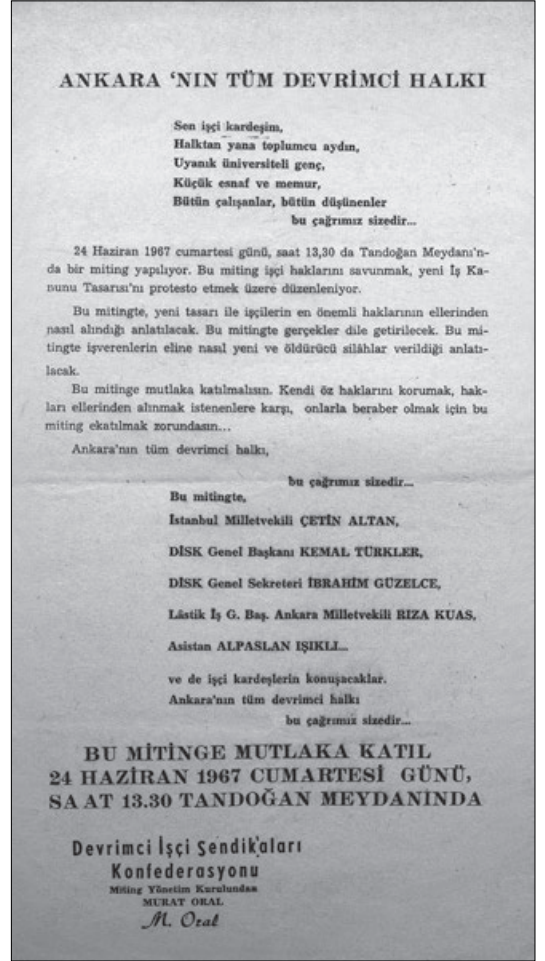 ANKARA 'NIN TÜM DEVRİMCİ HALKI
Sen işçi kardeşim,
Halktan yana toplumcu aydın,
Uyanık üniversiteli genç,
Küçük esnaf ve memur,
Bütün çalışanlar, bütün düşünenler
bu çağrımız sizedir...
24 Haziran 1967 cumartesi günü, saat 13,30 da Tandoğan Meydanı'n-
da bir miting yapılıyor. Bu miting işçi haklarını savunmak, yeni İş Ka-
nunu Tasarısı'nı protesto etmek üzere düzenleniyor.
Bu mitingte, yeni tasarı ile işçilerin en önemli haklarının ellerinden
nasıl alındığı anlatılacak. Bu mitingte gerçekler dile getirilecek. Bu mi-
tingte işverenlerin eline nasıl yeni ve öldürücü silâhlar verildiği anlatı-
lacak.
Bu mitinge mutlaka katılmalısın. Kendi öz haklarını korumak, hak-
ları ellerinden alınmak istenenlere karşı, onlarla beraber olmak için bu
miting ekatılmak zorundasın...
Ankara'nın tüm devrimci halkı,
bu çağrımız sizedir...
Bu mitingte,
İstanbul Milletvekili ÇETİN ALTAN,
DİSK Genel Başkanı KEMAL TÜRKLER,
DİSK Genel Sekreteri İBRAHİM GÜZELCE,
Lâstik İş G. Baş. Ankara Milletvekili RIZA KUAS,
Asistan ALPASLAN IŞIKLI...
ve de işçi kardeşlerin konuşacaklar.
Ankara'nın tüm devrimci halkı
bu çağrımız sizedir...
BU MİTİNGE MUTLAKA KATIL
24 HAZİRAN 1967 CUMARTESİ GÜNÜ,
SA AT 13.30 TANDOĞAN MEYDANINDA
Devrimci İşçi Sendikaları
Konfederasyonu
Miting Yönetim Kurulundan
MURAT ORAL
M. Oral